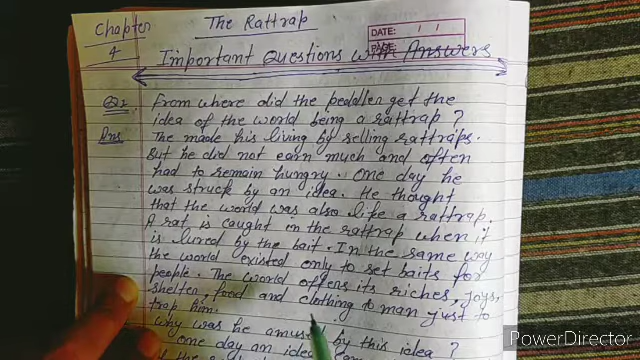 Chapter
4
The Rattrap
DATE:
PAGE:
Important Questions with Answers
Q1. From where did the peddler get the
idea of the world being a rattrap ?
Ans The made his living by selling rattraps.
But he did not earn much and often
had to remain hungry. One day he
was struck by an idea. He thought
that the world was also like a rattrap.
A rat is caught in the rattrap when it
is lured by the bait. In the same way
the world existed only to set baits for
people. The world offers its riches, joys,
shelter, food and clothing to man just to
trap him.
Why was he amused by this idea ?
one day an idea
PowerDirector